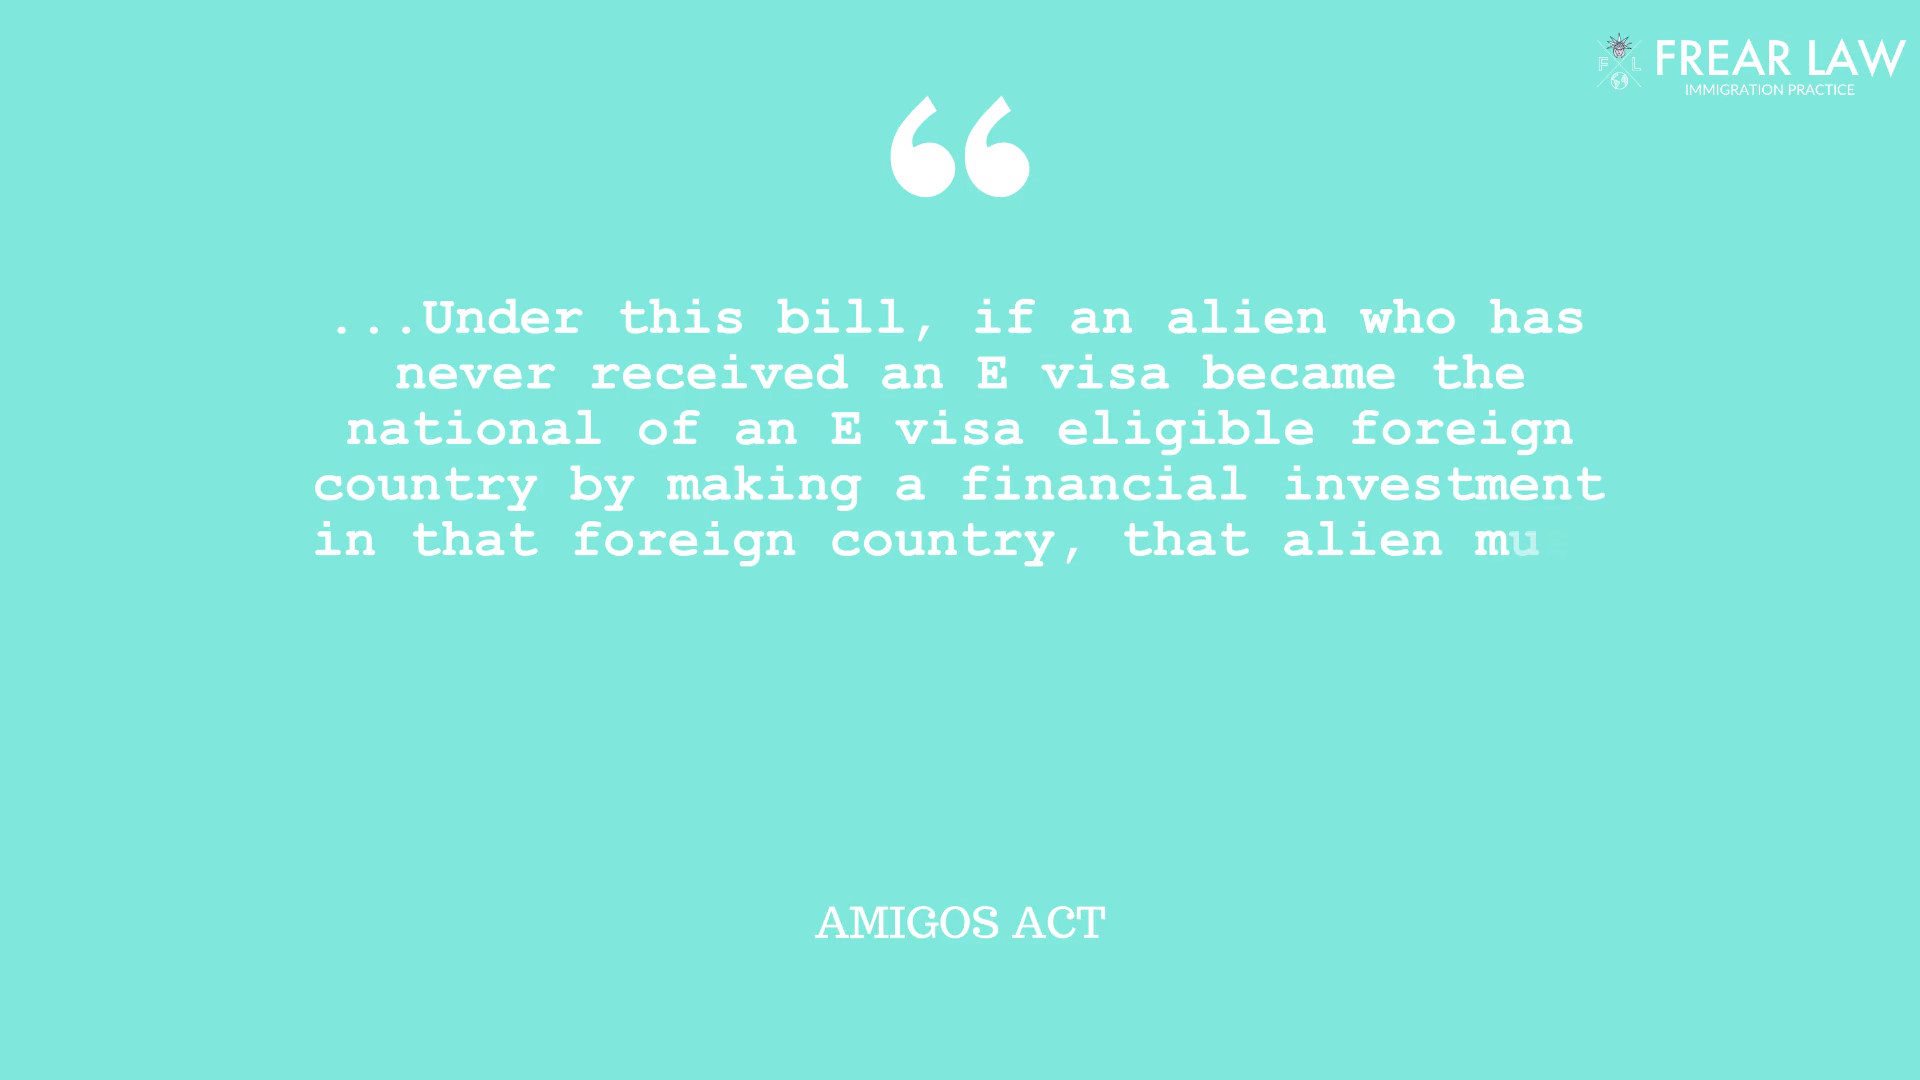 F L
FREAR LAW
IMMIGRATION PRACTICE
“
...Under this bill, if an alien who has
never received an E visa became the
national of an E visa eligible foreign
country by making a financial investment
in that foreign country, that alien mu
AMIGOS ACT